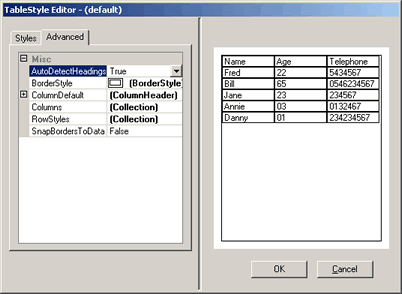 TableStyle Editor - (default)
Styles Advanced
Misc
AutoDetectHeadings True
BorderStyle (BorderStyle
ColumnDefault (ColumnHeader)
Columns (Collection)
RowStyles (Collection)
SnapBordersToData False
Name Age Telephone
Fred 22 5434567
Bill 65 0546234567
Jane 23 234567
Annie 03 0132467
Danny 01 234234567
OK Cancel